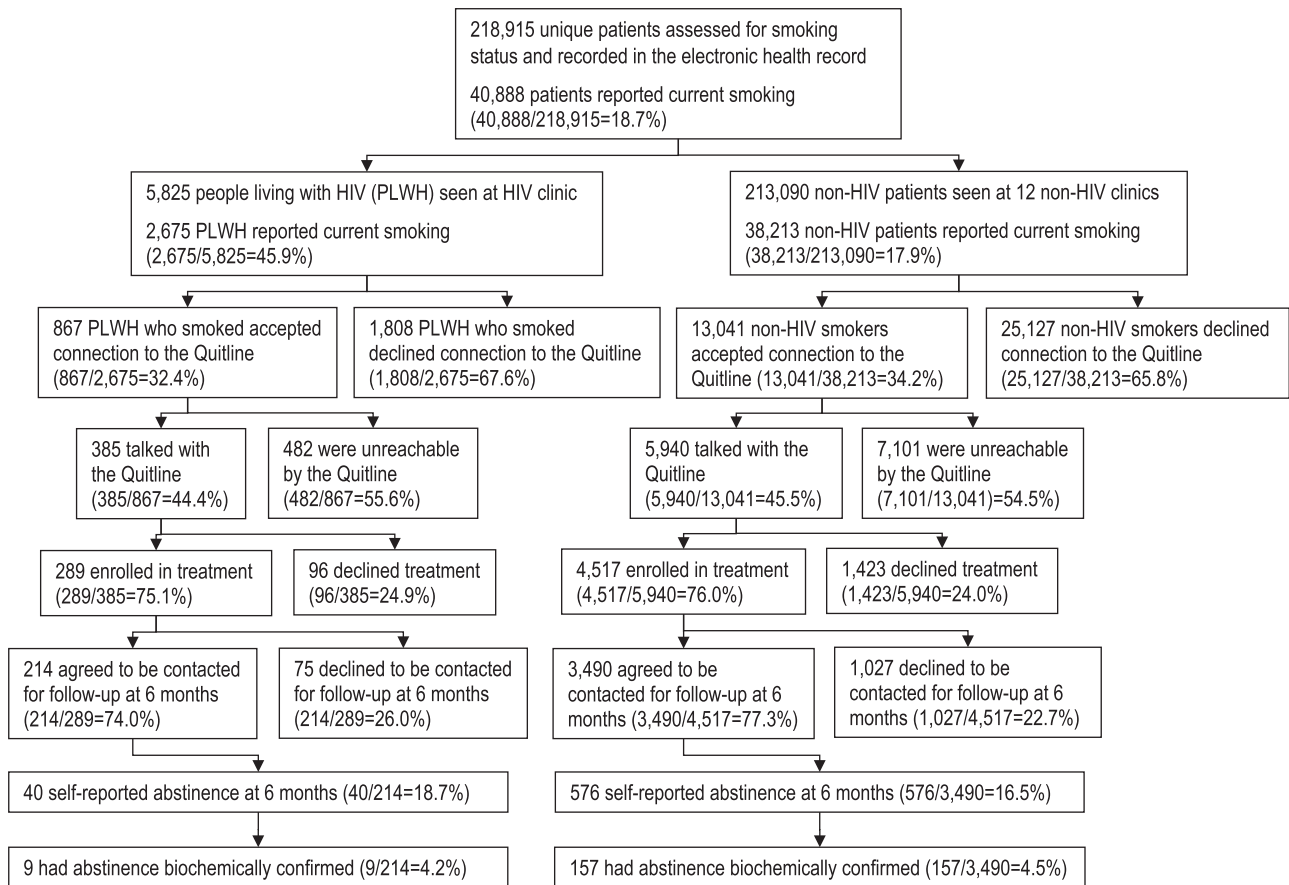 218,915 unique patients assessed for smoking
status and recorded in the electronic health record
40,888 patients reported current smoking
(40,888/218,915=18.7%)
5,825 people living with HIV (PLWH) seen at HIV clinic
2,675 PLWH reported current smoking
(2,675/5,825=45.9%)
213,090 non-HIV patients seen at 12 non-HIV clinics
38,213 non-HIV patients reported current smoking
(38,213/213,090=17.9%)
867 PLWH who smoked accepted
connection to the Quitline
(867/2,675=32.4%)
1,808 PLWH who smoked
declined connection to the Quitline
(1,808/2,675=67.6%)
13,041 non-HIV smokers
accepted connection to the
Quitline (13,041/38,213=34.2%)
25,127 non-HIV smokers declined
connection to the Quitline
(25,127/38,213=65.8%)
385 talked with
the Quitline
(385/867=44.4%)
482 were unreachable
by the Quitline
(482/867=55.6%)
5,940 talked with the
Quitline
(5,940/13,041=45.5%)
7,101 were unreachable
by the Quitline
(7,101/13,041)=54.5%)
289 enrolled in treatment
(289/385=75.1%)
96 declined treatment
(96/385=24.9%)
4,517 enrolled in treatment
(4,517/5,940=76.0%)
1,423 declined treatment
(1,423/5,940=24.0%)
214 agreed to be contacted
for follow-up at 6 months
(214/289=74.0%)
75 declined to be contacted
for follow-up at 6 months
(214/289=26.0%)
3,490 agreed to be
contacted for follow-up at 6
months (3,490/4,517=77.3%)
1,027 declined to be
contacted for follow-up at 6
months (1,027/4,517=22.7%)
40 self-reported abstinence at 6 months (40/214=18.7%)
576 self-reported abstinence at 6 months (576/3,490=16.5%)
9 had abstinence biochemically confirmed (9/214=4.2%)
157 had abstinence biochemically confirmed (157/3,490=4.5%)